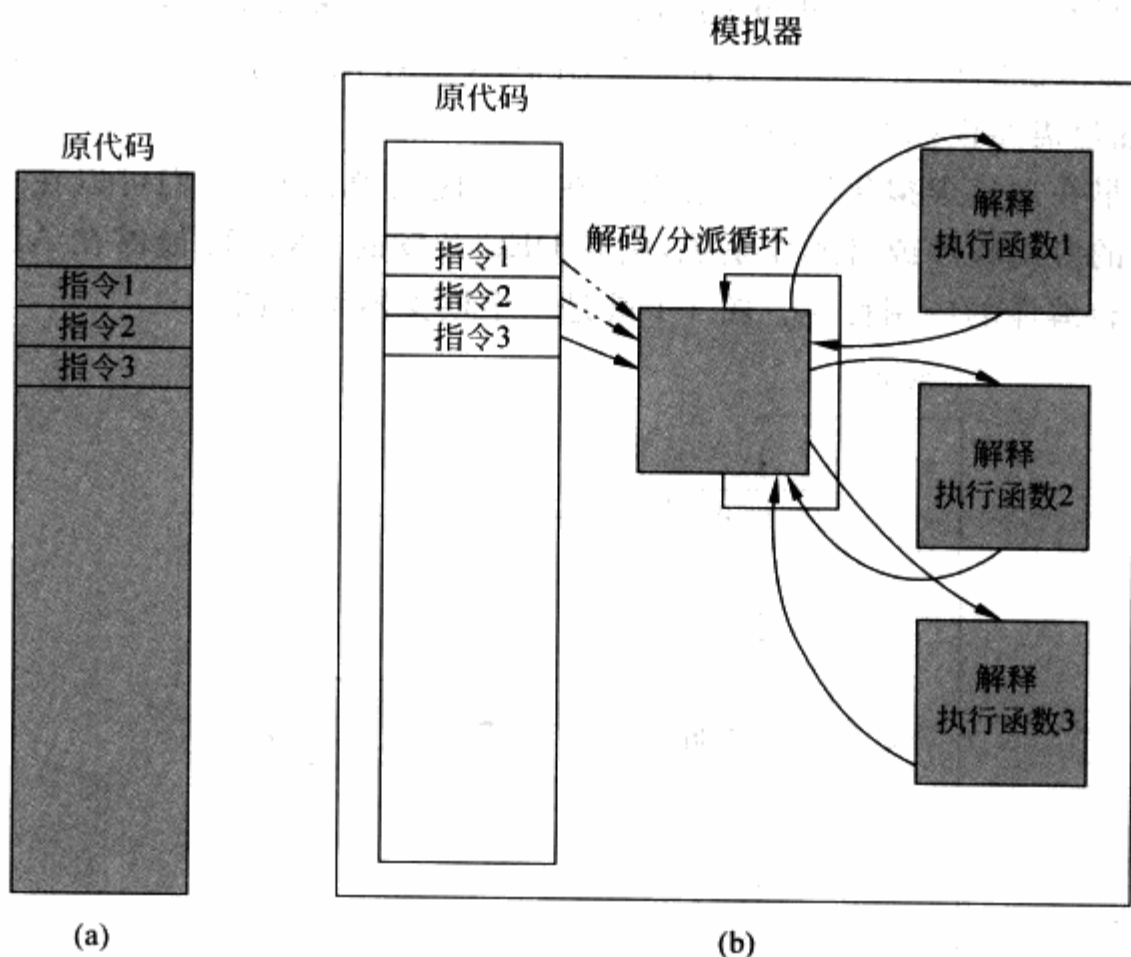 模拟器
原代码
原代码
指令1
指令2
指令3
指令1
指令2
指令3
解码/分派循环
解释
执行函数1
解释
执行函数2
解释
执行函数3
(a)
(b)